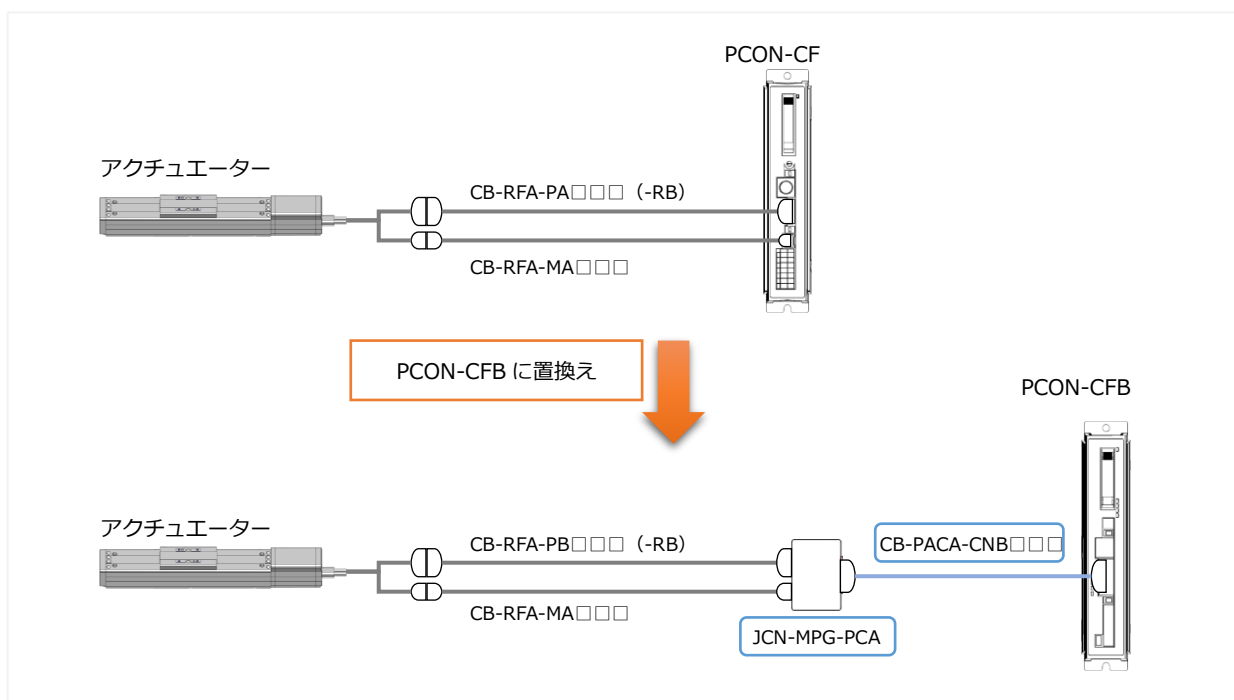 PCON-CF
アクチュエーター
CB-RFA-PA□□□（-RB）
CB-RFA-MA□□□
PCON-CFB に置換え
PCON-CFB
アクチュエーター
CB-RFA-PB□□□（-RB）
CB-PACA-CNB□□□
CB-RFA-MA□□□
JCN-MPG-PCA